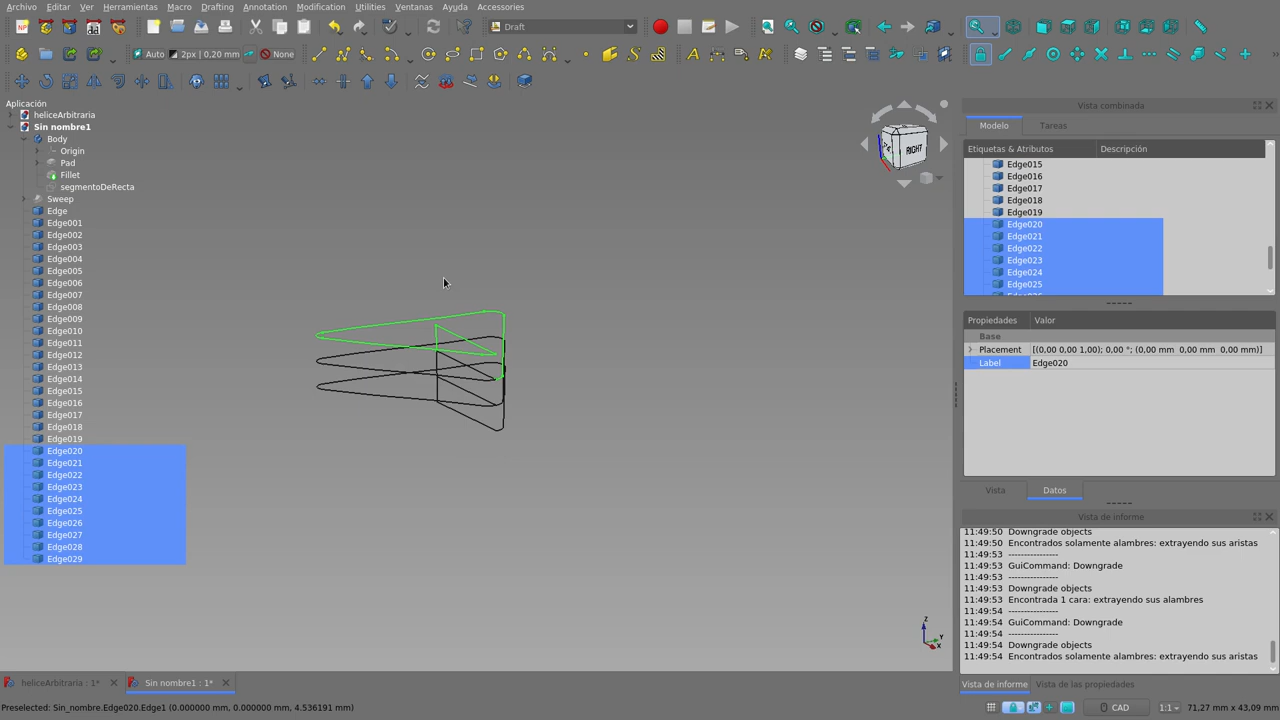 Archivo Editar Ver Herramientas Macro Drafting Annotation Modification Utilities Ventanas Ayuda Accessories
Draft
Auto 2px | 0,20 mm None
Aplicación
heliceArbitraria
Sin nombre1
Body
Origin
Pad
Fillet
segmentoDeRecta
Sweep
Edge
Edge001
Edge002
Edge003
Edge004
Edge005
Edge006
Edge007
Edge008
Edge009
Edge010
Edge011
Edge012
Edge013
Edge014
Edge015
Edge016
Edge017
Edge018
Edge019
Edge020
Edge021
Edge022
Edge023
Edge024
Edge025
Edge026
Edge027
Edge028
Edge029
RIGHT
Z
Y
X
Vista combinada
Modelo Tareas
Etiquetas & Atributos Descripción
Edge015
Edge016
Edge017
Edge018
Edge019
Edge020
Edge021
Edge022
Edge023
Edge024
Edge025
Propiedades Valor
Base
Placement [(0,00 0,00 1,00); 0,00 °; (0,00 mm 0,00 mm 0,00 mm)]
Label Edge020
Vista Datos
Vista de informe
11:49:50 Downgrade objects
11:49:50 Encontrados solamente alambres: extrayendo sus aristas
11:49:53 ----------------
11:49:53 GuiCommand: Downgrade
11:49:53 ----------------
11:49:53 Downgrade objects
11:49:53 Encontrada 1 cara: extrayendo sus alambres
11:49:54 ----------------
11:49:54 GuiCommand: Downgrade
11:49:54 ----------------
11:49:54 Downgrade objects
11:49:54 Encontrados solamente alambres: extrayendo sus aristas
Vista de informe Vista de las propiedades
heliceArbitraria : 1* Sin nombre1 : 1*
Preselected: Sin_nombre.Edge020.Edge1 (0.000000 mm, 0.000000 mm, 4.536191 mm)
CAD 1:1 71,27 mm x 43,09 mm